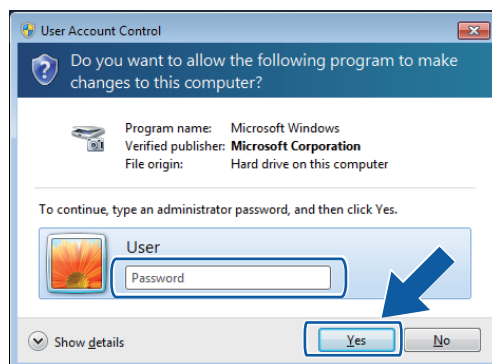 User Account Control
Do you want to allow the following program to make
changes to this computer?
Program name: Microsoft Windows
Verified publisher: Microsoft Corporation
File origin: Hard drive on this computer
To continue, type an administrator password, and then click Yes.
User
Password
Show details
Yes
No